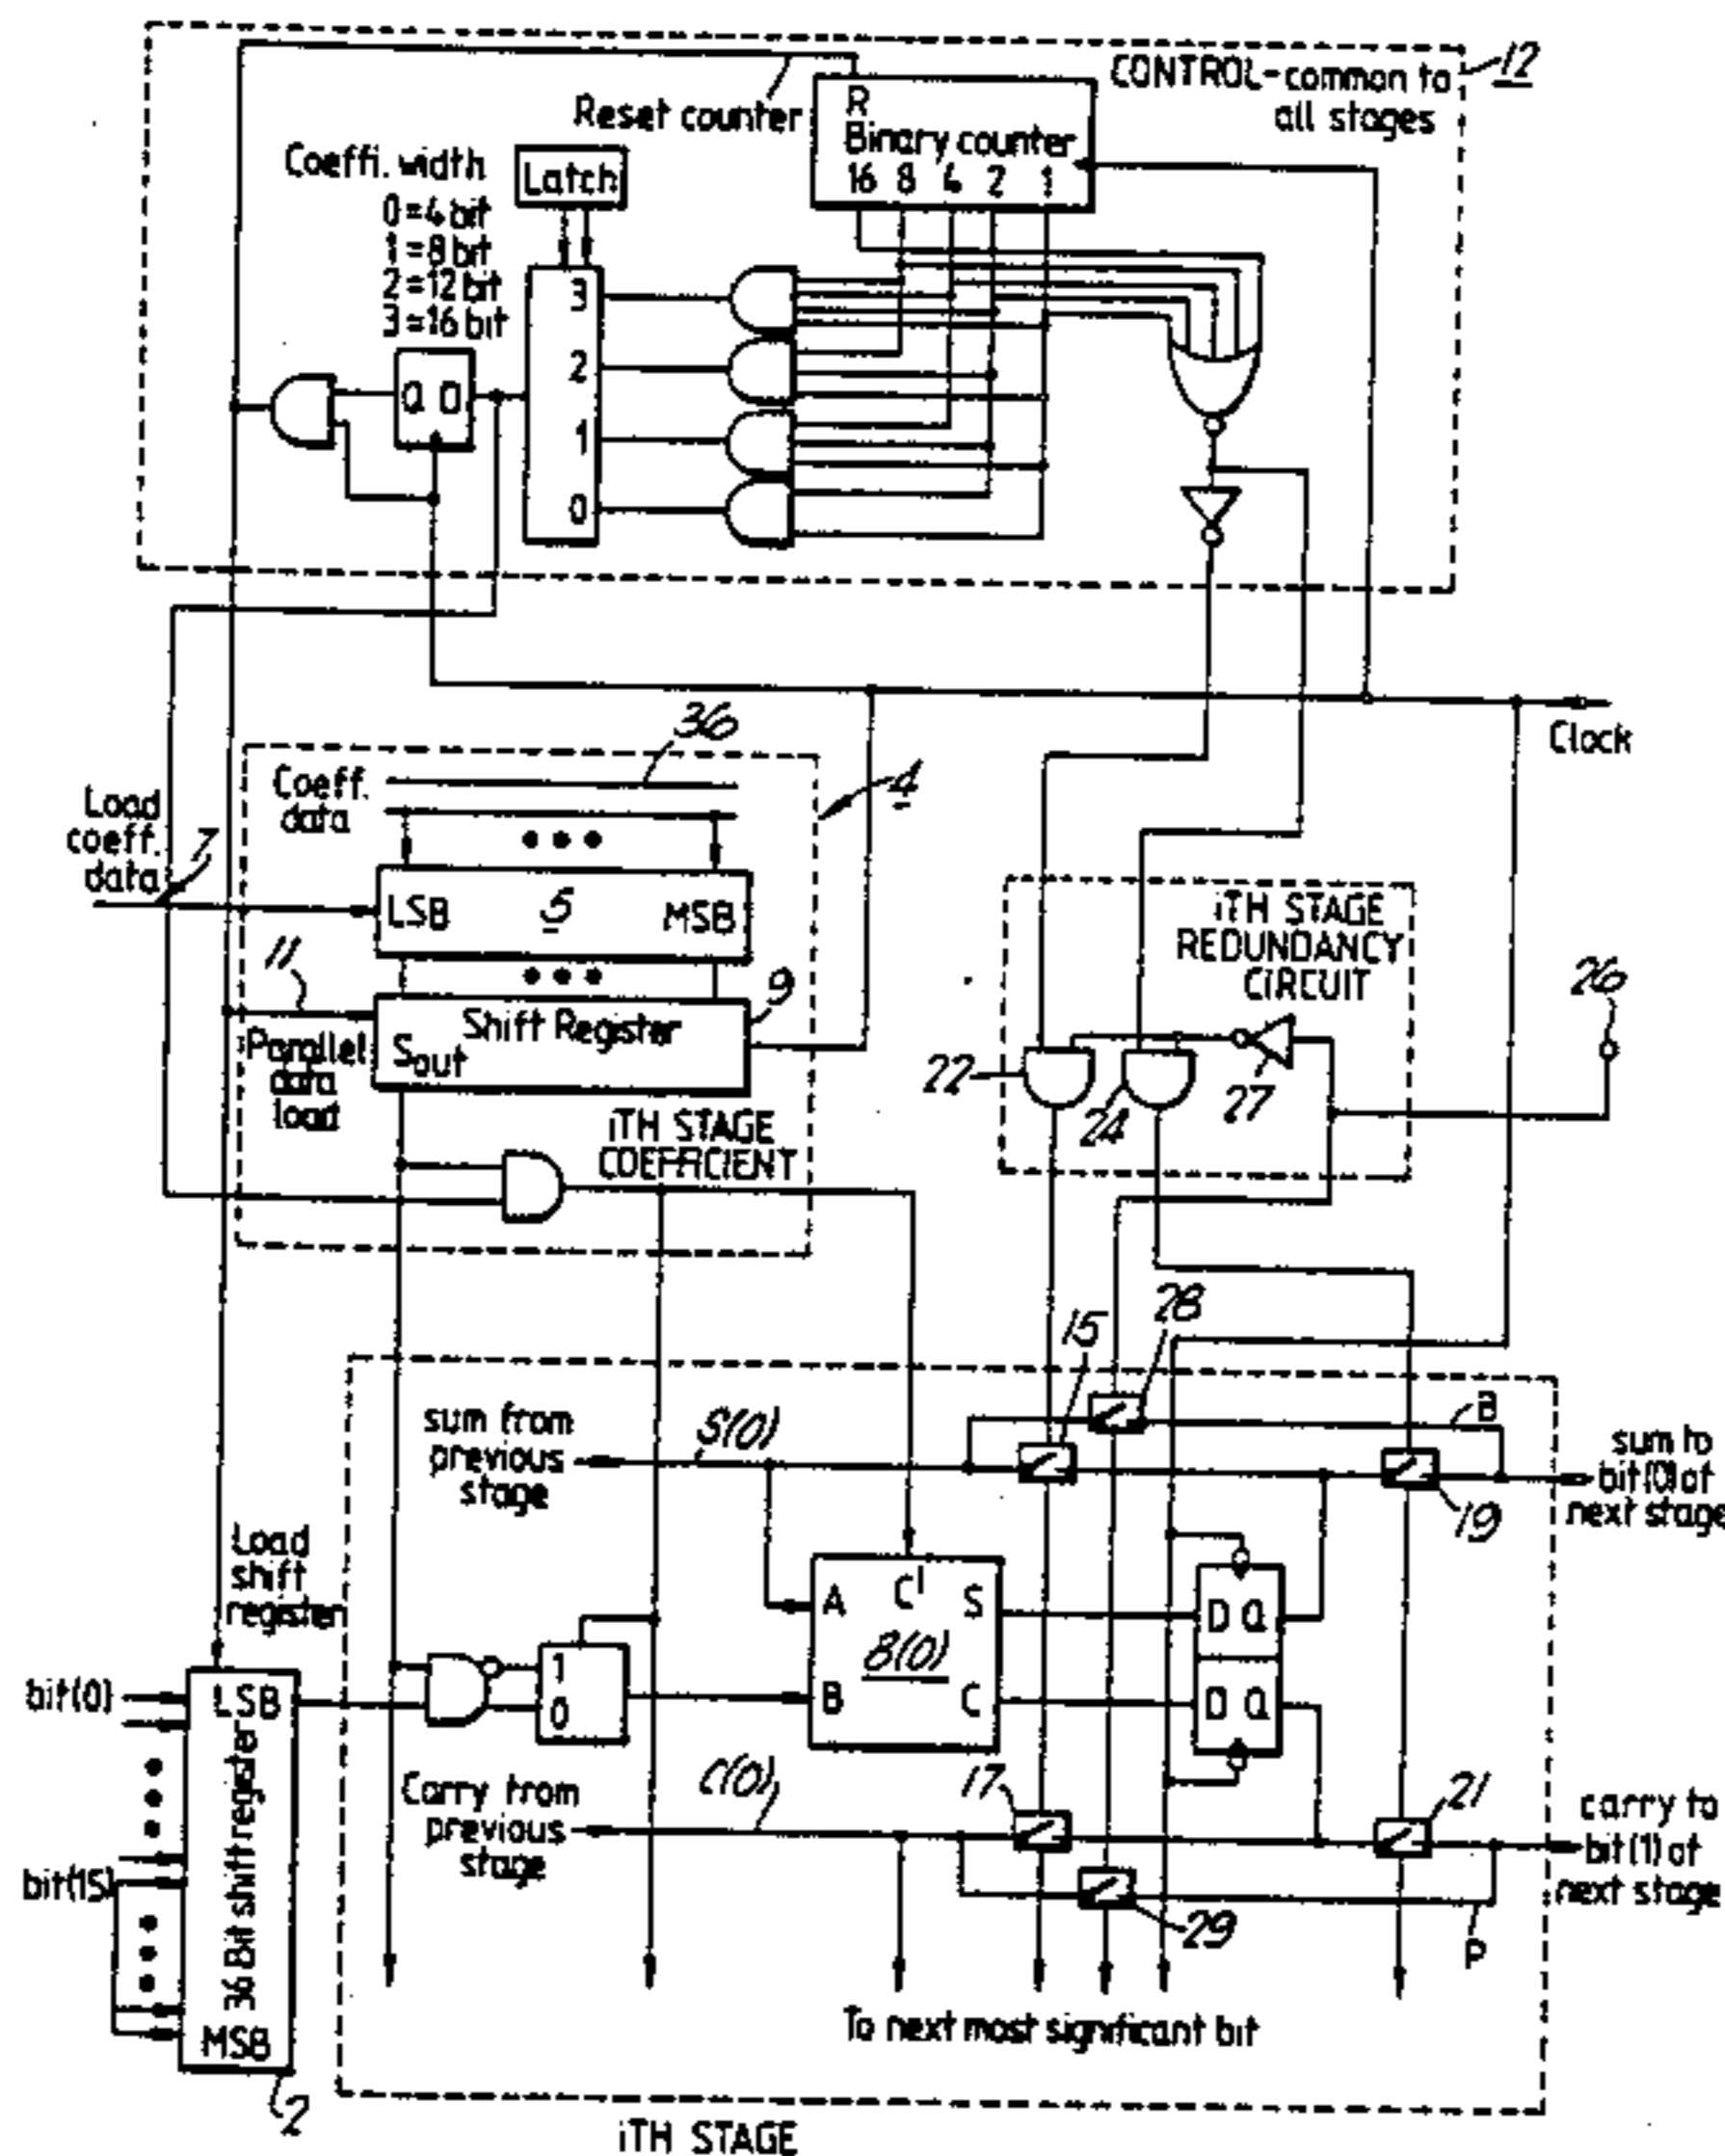 CONTROL-common to
all stages
12
Reset counter
R
Binary counter
16 8 4 2 1
Coeffi. width
0 = 4 bit
1 = 8 bit
2 = 12 bit
3 = 16 bit
Latch
3
2
1
0
Q D
Clock
36
4
Coeff.
data
Load
coeff.
data
7
LSB 5 MSB
11
9
Shift Register
Sout
Parallel
data
load
iTH STAGE
COEFFICIENT
iTH STAGE
REDUNDANCY
CIRCUIT
26
22
24
27
28
15
B
sum from
previous
stage
S(0)
sum to
bit (0) of
next stage
19
Load
shift
register
A C' S
8(0)
B C
D Q
D Q
1
0
bit(0)
LSB
36 Bit shift register
bit(15)
MSB
2
Carry from
previous
stage
C(0)
17
21
carry to
bit(1) of
next stage
29
P
To next most significant bit
iTH STAGE